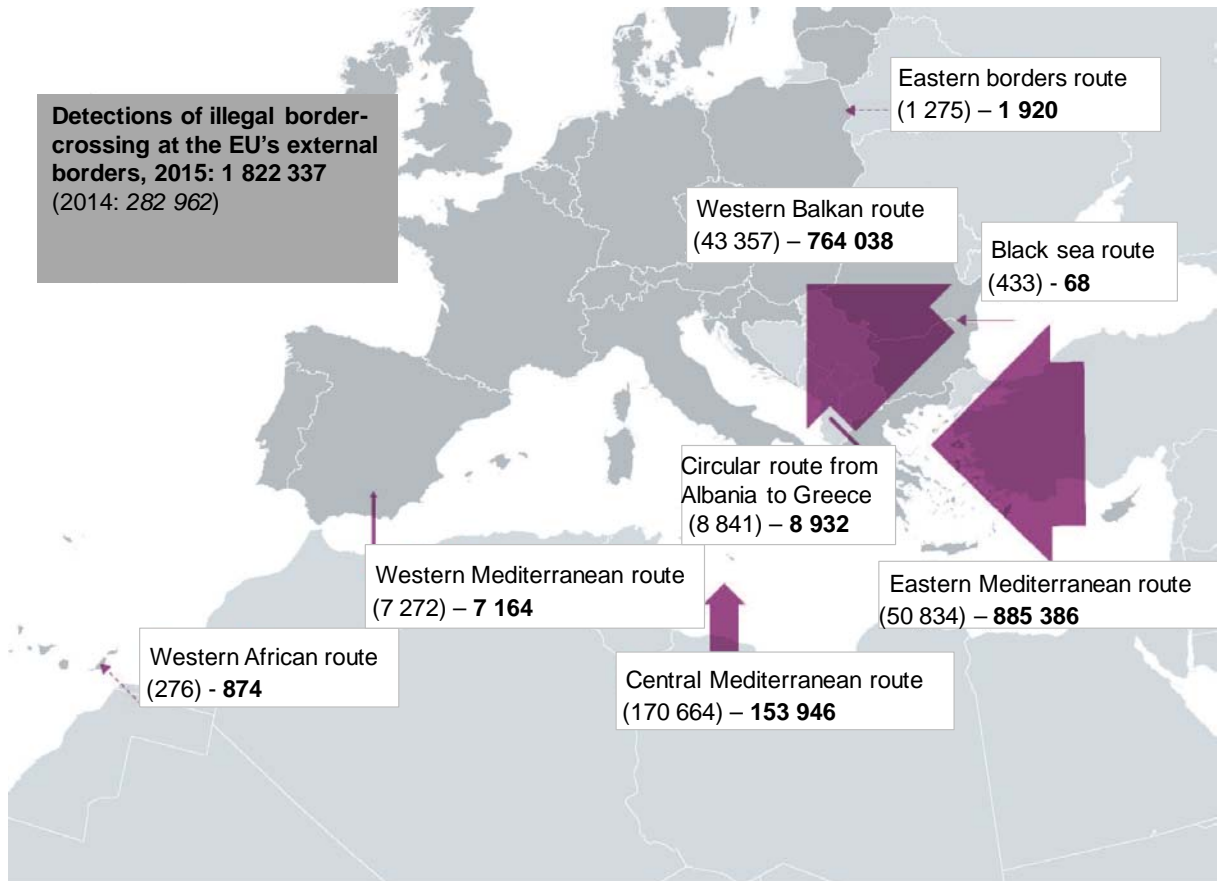 Detections of illegal border-
crossing at the EU's external
borders, 2015: 1 822 337
(2014: 282 962)
Eastern borders route
(1 275) – 1 920
Western Balkan route
(43 357) – 764 038
Black sea route
(433) - 68
Circular route from
Albania to Greece
(8 841) – 8 932
Western Mediterranean route
(7 272) – 7 164
Eastern Mediterranean route
(50 834) – 885 386
Western African route
(276) - 874
Central Mediterranean route
(170 664) – 153 946